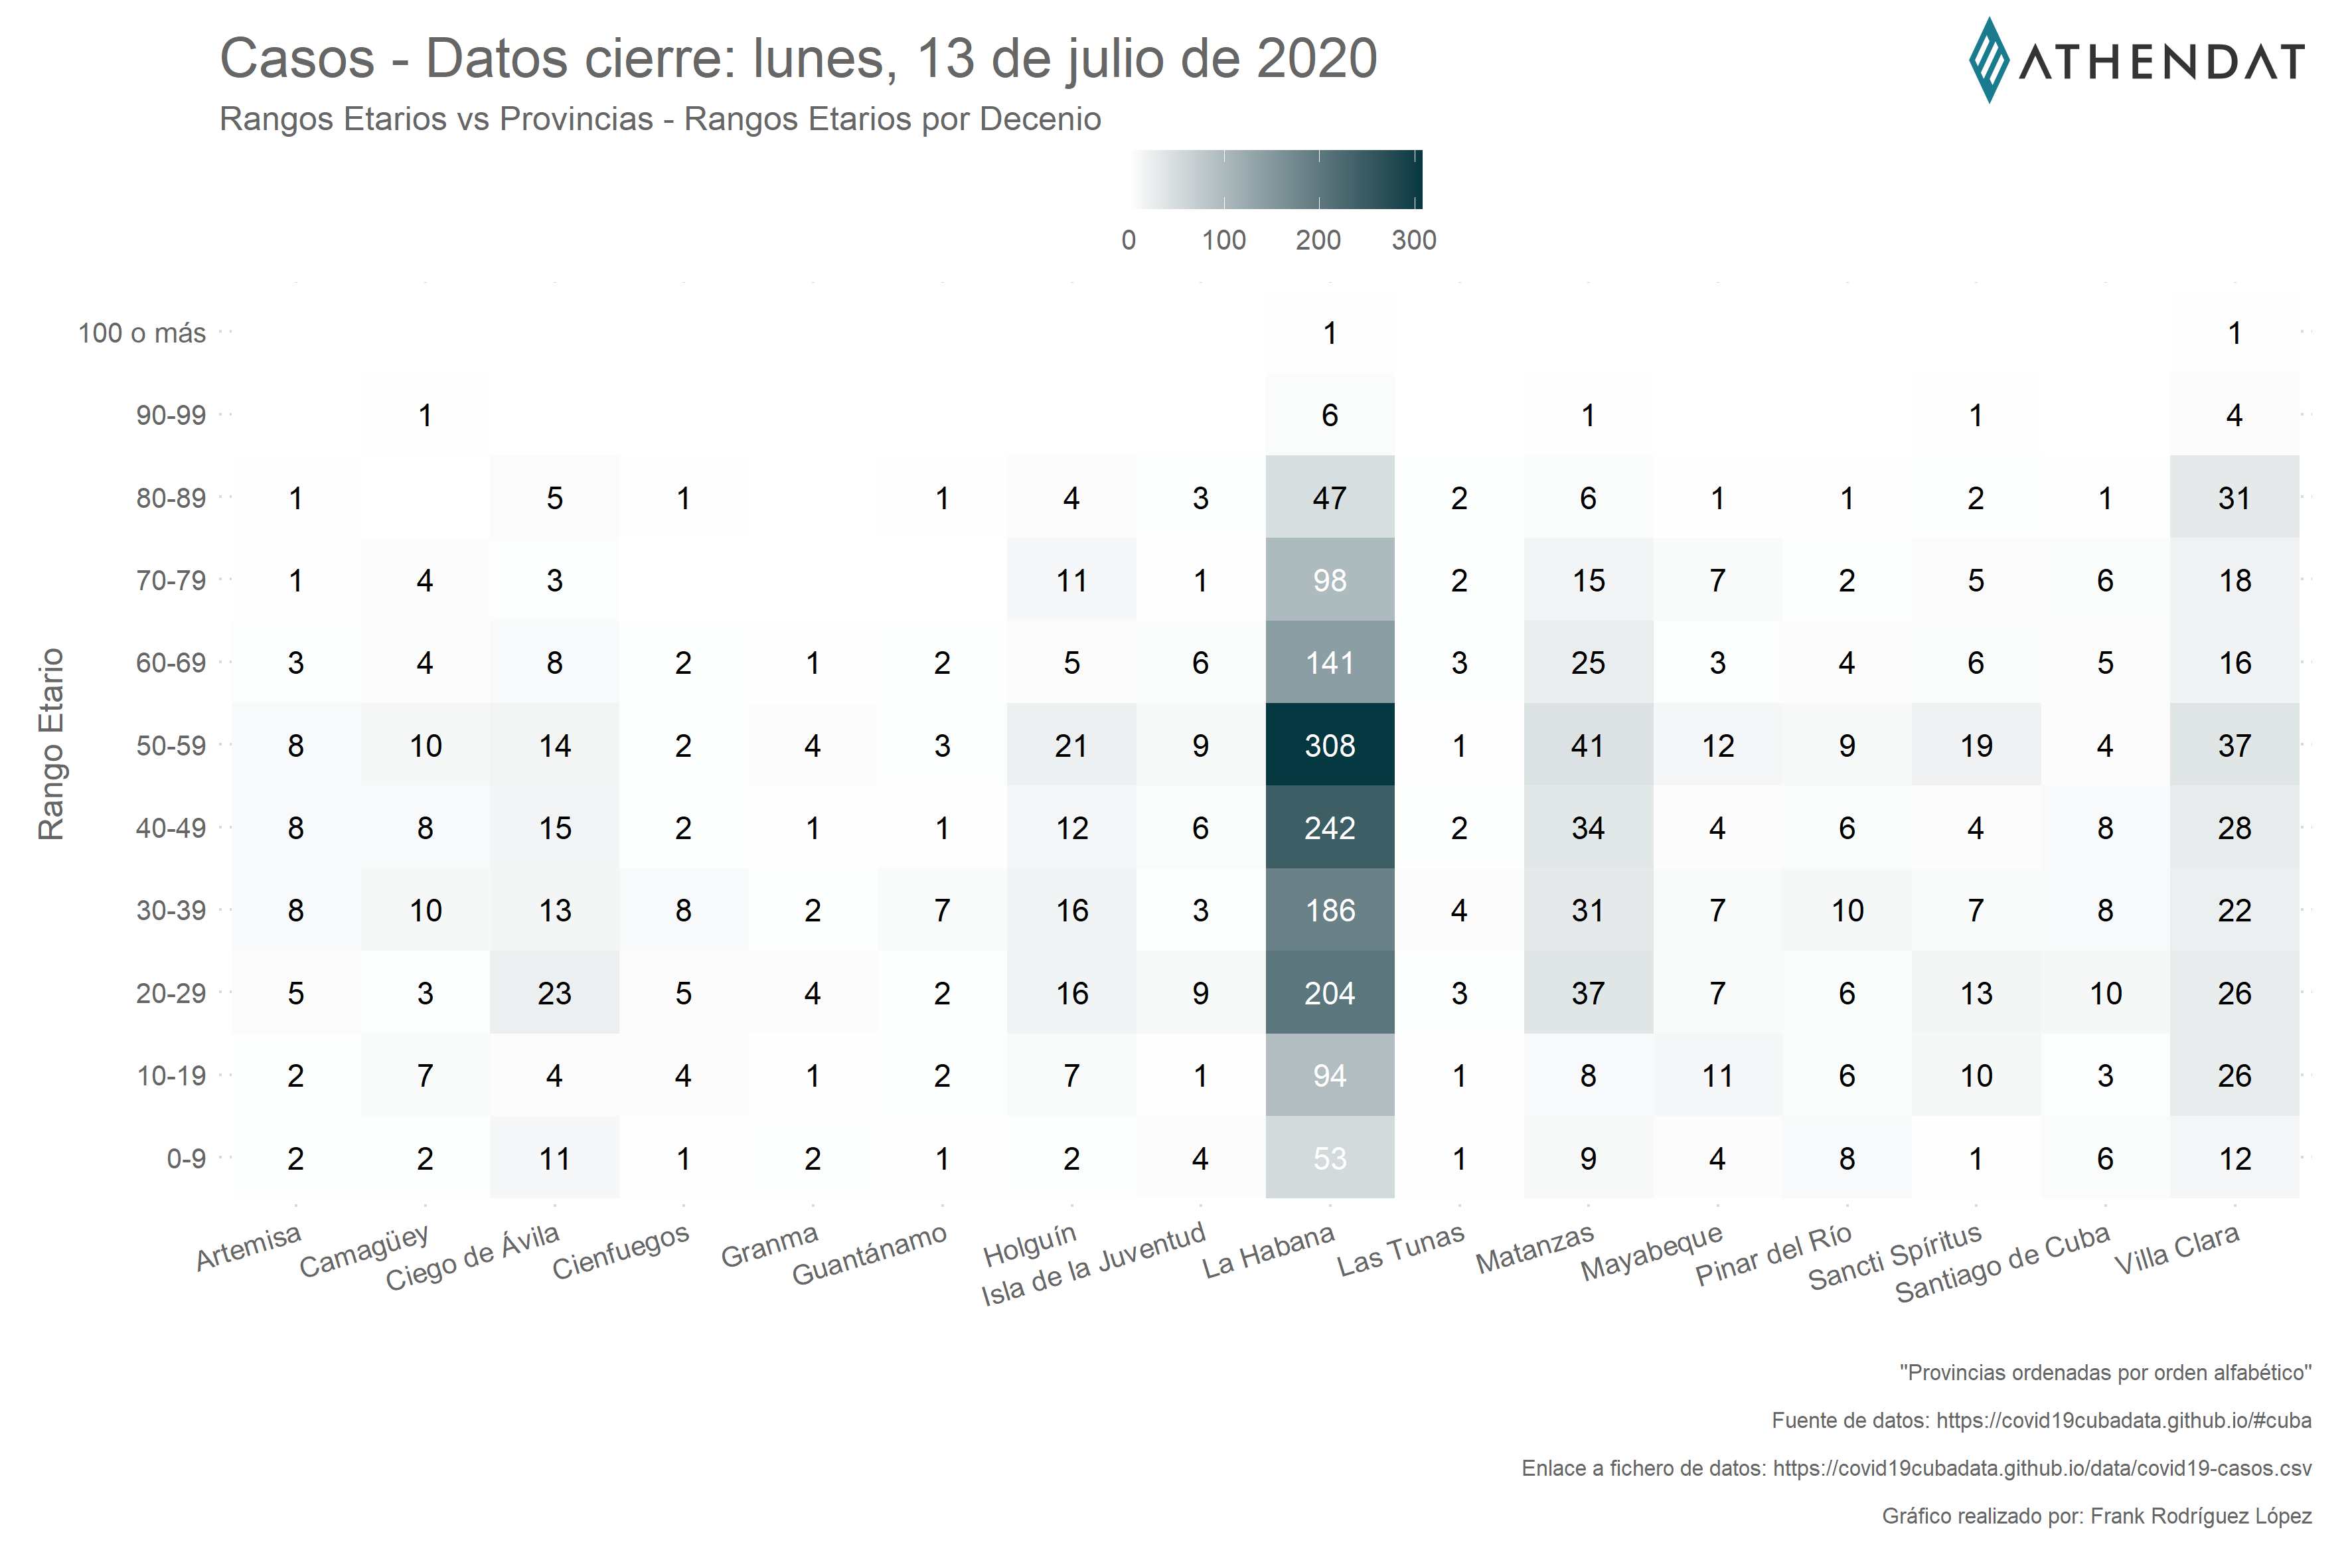 Casos - Datos cierre: lunes, 13 de julio de 2020
ATHENDAT
Rangos Etarios vs Provincias - Rangos Etarios por Decenio
0 100 200 300
Rango Etario
100 o más 1 1
90-99 1 6 1 1 4
80-89 1 5 1 1 4 3 47 2 6 1 1 2 1 31
70-79 1 4 3 11 1 98 2 15 7 2 5 6 18
60-69 3 4 8 2 1 2 5 6 141 3 25 3 4 6 5 16
50-59 8 10 14 2 4 3 21 9 308 1 41 12 9 19 4 37
40-49 8 8 15 2 1 1 12 6 242 2 34 4 6 4 8 28
30-39 8 10 13 8 2 7 16 3 186 4 31 7 10 7 8 22
20-29 5 3 23 5 4 2 16 9 204 3 37 7 6 13 10 26
10-19 2 7 4 4 1 2 7 1 94 1 8 11 6 10 3 26
0-9 2 2 11 1 2 1 2 4 53 1 9 4 8 1 6 12
Artemisa Camagüey Ciego de Ávila Cienfuegos Granma Guantánamo Holguín Isla de la Juventud La Habana Las Tunas Matanzas Mayabeque Pinar del Río Sancti Spíritus Santiago de Cuba Villa Clara
"Provincias ordenadas por orden alfabético"
Fuente de datos: https://covid19cubadata.github.io/#cuba
Enlace a fichero de datos: https://covid19cubadata.github.io/data/covid19-casos.csv
Gráfico realizado por: Frank Rodríguez López